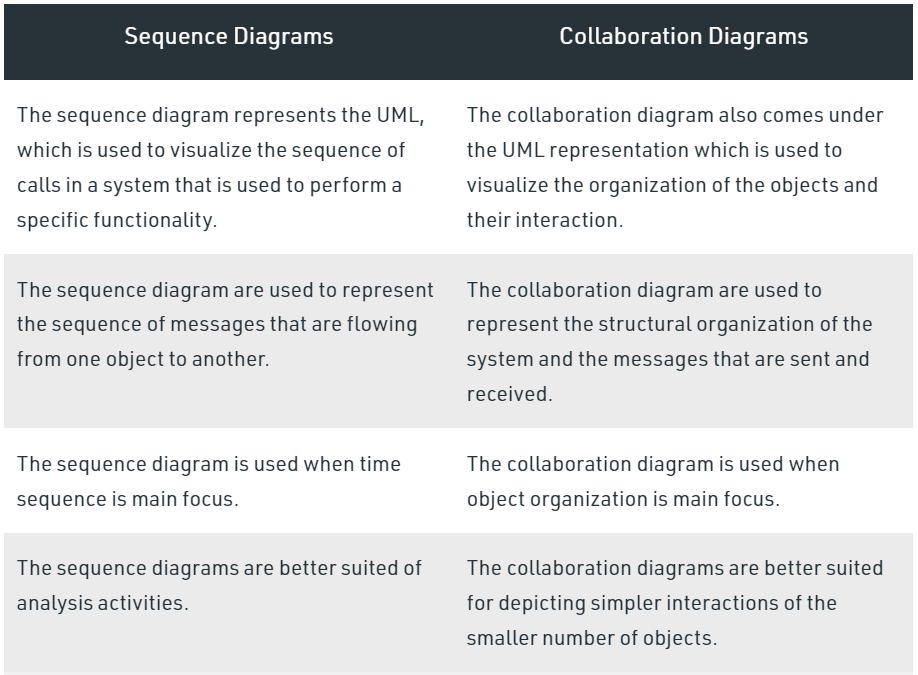 Sequence Diagrams
Collaboration Diagrams
The sequence diagram represents the UML,
which is used to visualize the sequence of
calls in a system that is used to perform a
specific functionality.
The collaboration diagram also comes under
the UML representation which is used to
visualize the organization of the objects and
their interaction.
The sequence diagram are used to represent
the sequence of messages that are flowing
from one object to another.
The collaboration diagram are used to
represent the structural organization of the
system and the messages that are sent and
received.
The sequence diagram is used when time
sequence is main focus.
The collaboration diagram is used when
object organization is main focus.
The sequence diagrams are better suited of
analysis activities.
The collaboration diagrams are better suited
for depicting simpler interactions of the
smaller number of objects.